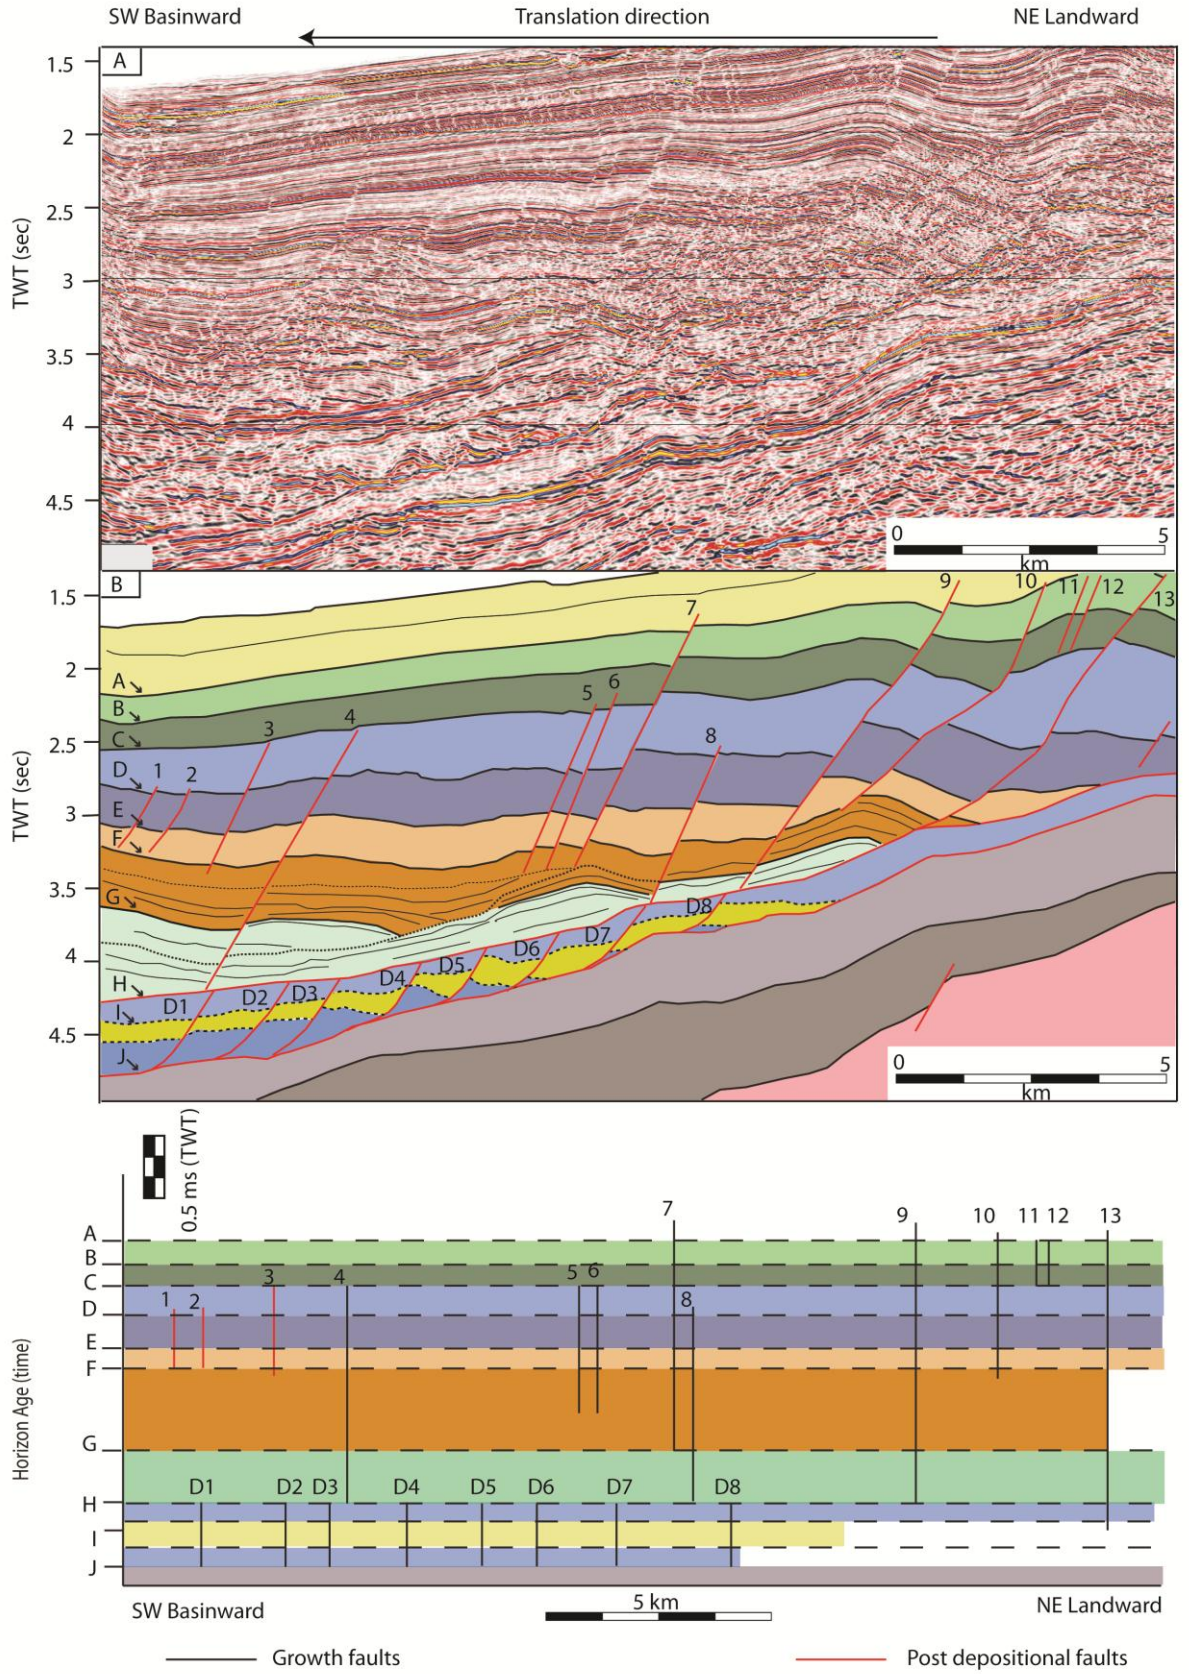 SW Basinward Translation direction NE Landward
A
1.5
2
2.5
3
3.5
4
4.5
TWT (sec)
0 5
km
B
1.5
2
2.5
3
3.5
4
4.5
TWT (sec)
A
B
C
D
E
F
G
H
I
J
1 2 3 4 5 6 7 8 9 10 11 12 13
D1 D2 D3 D4 D5 D6 D7 D8
0 5
km
0.5 ms (TWT)
Horizon Age (time)
A
B
C
D
E
F
G
H
I
J
1 2 3 4 5 6 7 8 9 10 11 12 13
D1 D2 D3 D4 D5 D6 D7 D8
SW Basinward 5 km NE Landward
Growth faults Post depositional faults